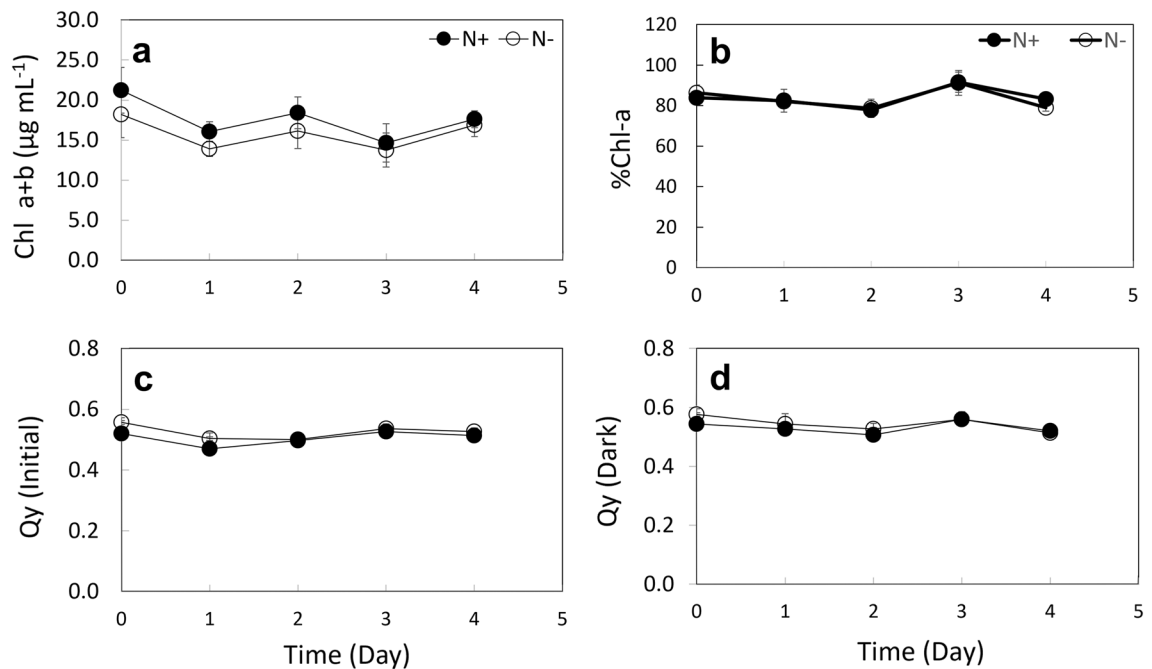 a
N+ N-
30.0
25.0
20.0
15.0
10.0
5.0
0.0
Chl a+b (µg mL⁻¹)
0 1 2 3 4 5
b
N+ N-
120
100
80
60
40
20
0
%Chl-a
0 1 2 3 4 5
c
0.8
0.6
0.4
0.2
0.0
Qy (Initial)
0 1 2 3 4 5
Time (Day)
d
0.8
0.6
0.4
0.2
0.0
Qy (Dark)
0 1 2 3 4 5
Time (Day)